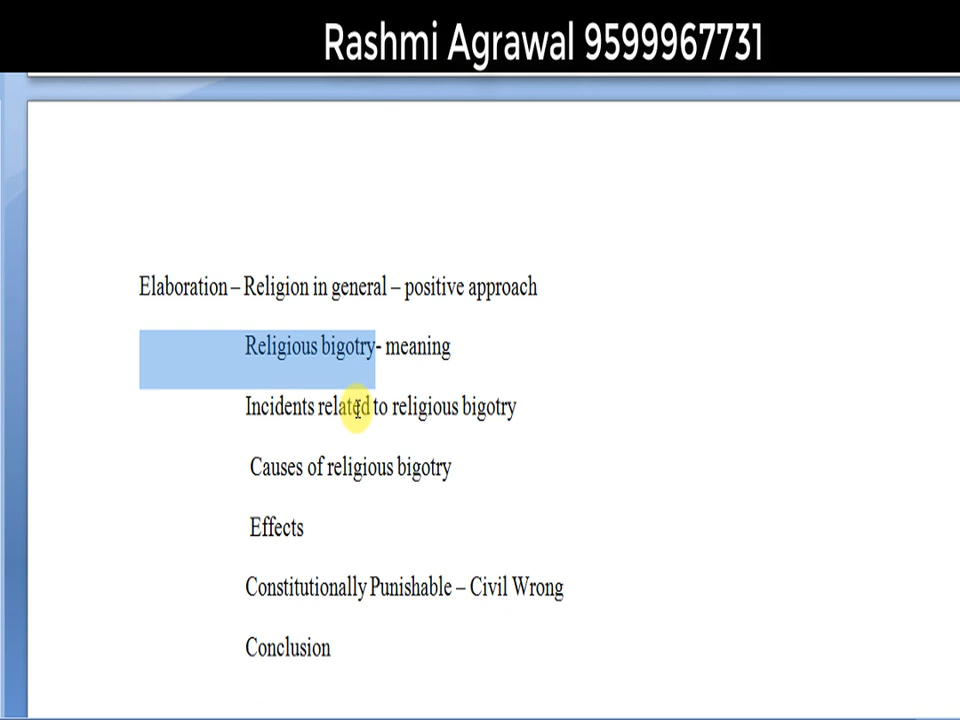 Rashmi Agrawal 9599967731
Elaboration – Religion in general – positive approach
Religious bigotry- meaning
Incidents related to religious bigotry
Causes of religious bigotry
Effects
Constitutionally Punishable – Civil Wrong
Conclusion